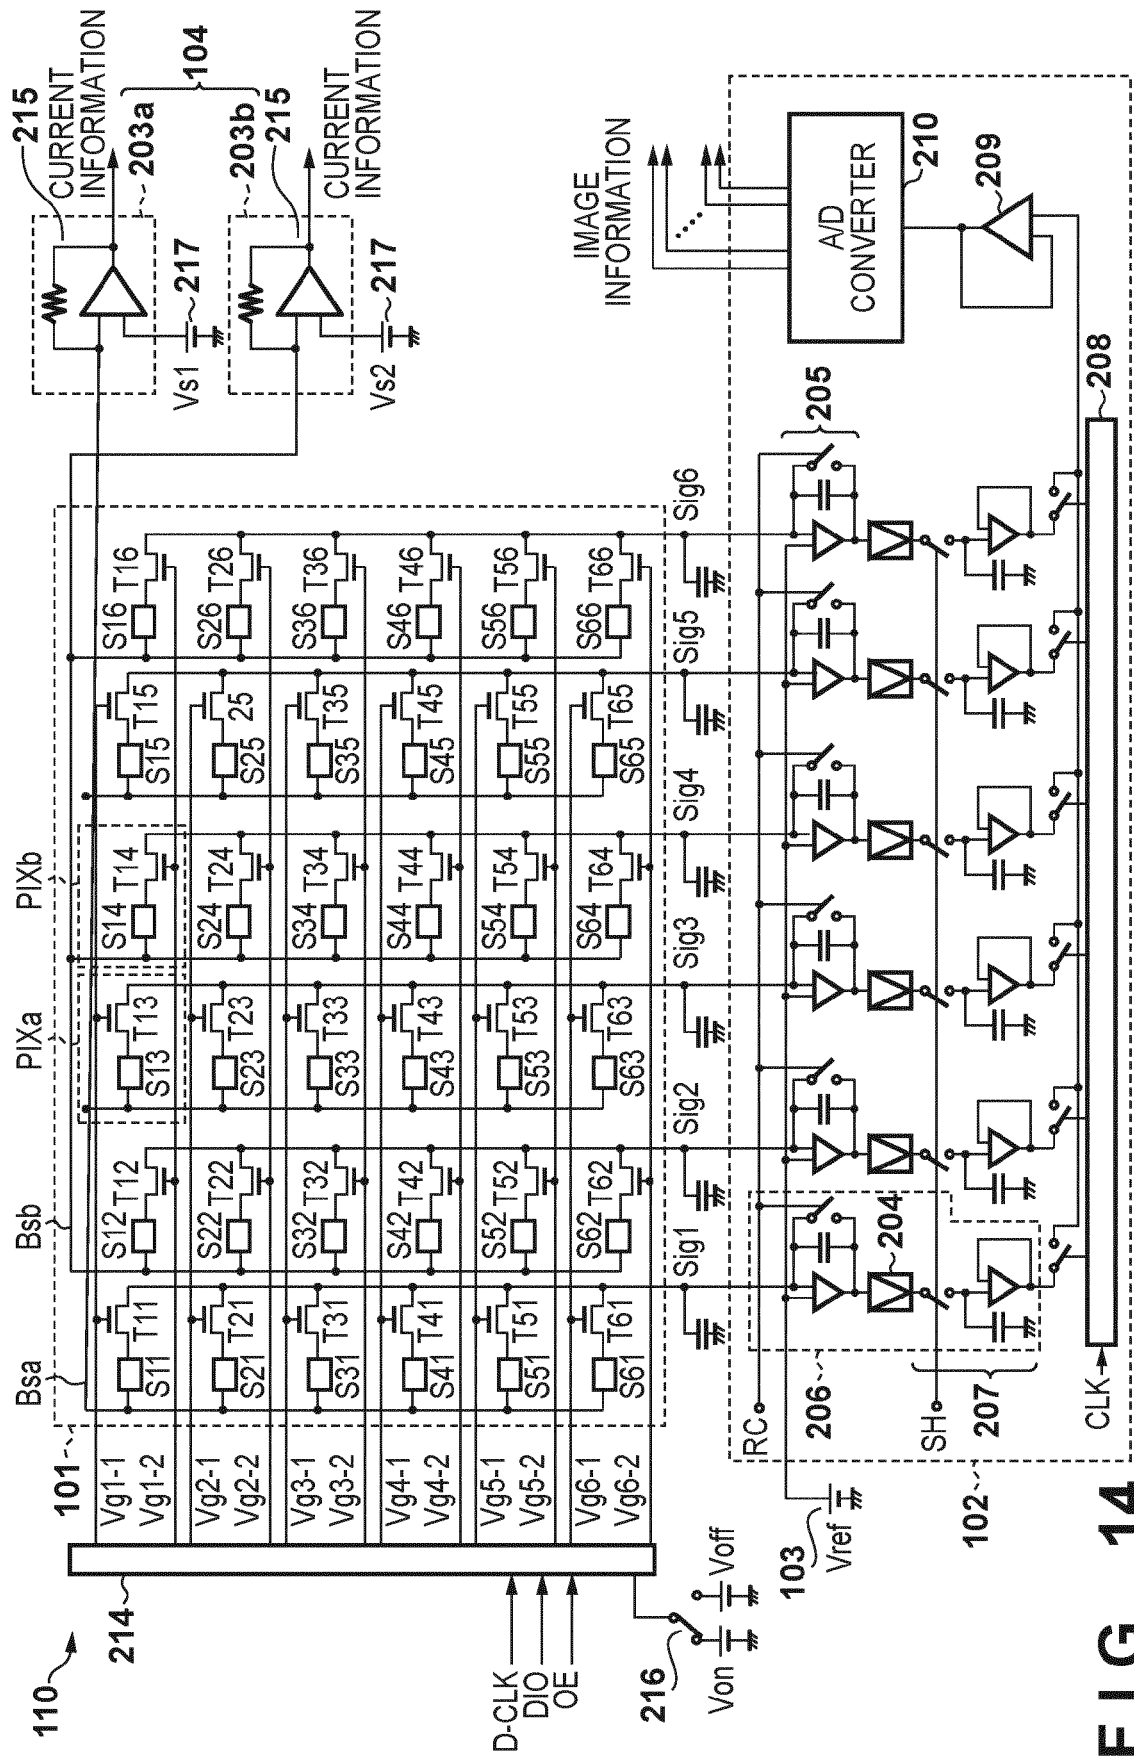 110
214
D-CLK
DIO
OE
216
Von
Voff
101
Vg1-1
Vg1-2
Vg2-1
Vg2-2
Vg3-1
Vg3-2
Vg4-1
Vg4-2
Vg5-1
Vg5-2
Vg6-1
Vg6-2
Bsa
Bsb
PIXa
PIXb
S11 T11 S12 T12 S13 T13 S14 T14 S15 T15 S16 T16
S21 T21 S22 T22 S23 T23 S24 T24 S25 25 S26 T26
S31 T31 S32 T32 S33 T33 S34 T34 S35 T35 S36 T36
S41 T41 S42 T42 S43 T43 S44 T44 S45 T45 S46 T46
S51 T51 S52 T52 S53 T53 S54 T54 S55 T55 S56 T56
S61 T61 S62 T62 S63 T63 S64 T64 S65 T65 S66 T66
Sig1
Sig2
Sig3
Sig4
Sig5
Sig6
215
CURRENT
INFORMATION
203a
104
Vs1
217
203b
215
CURRENT
INFORMATION
Vs2
217
IMAGE
INFORMATION
A/D
CONVERTER
210
209
208
205
204
RC
206
SH
207
CLK
102
103
Vref
FIG. 14